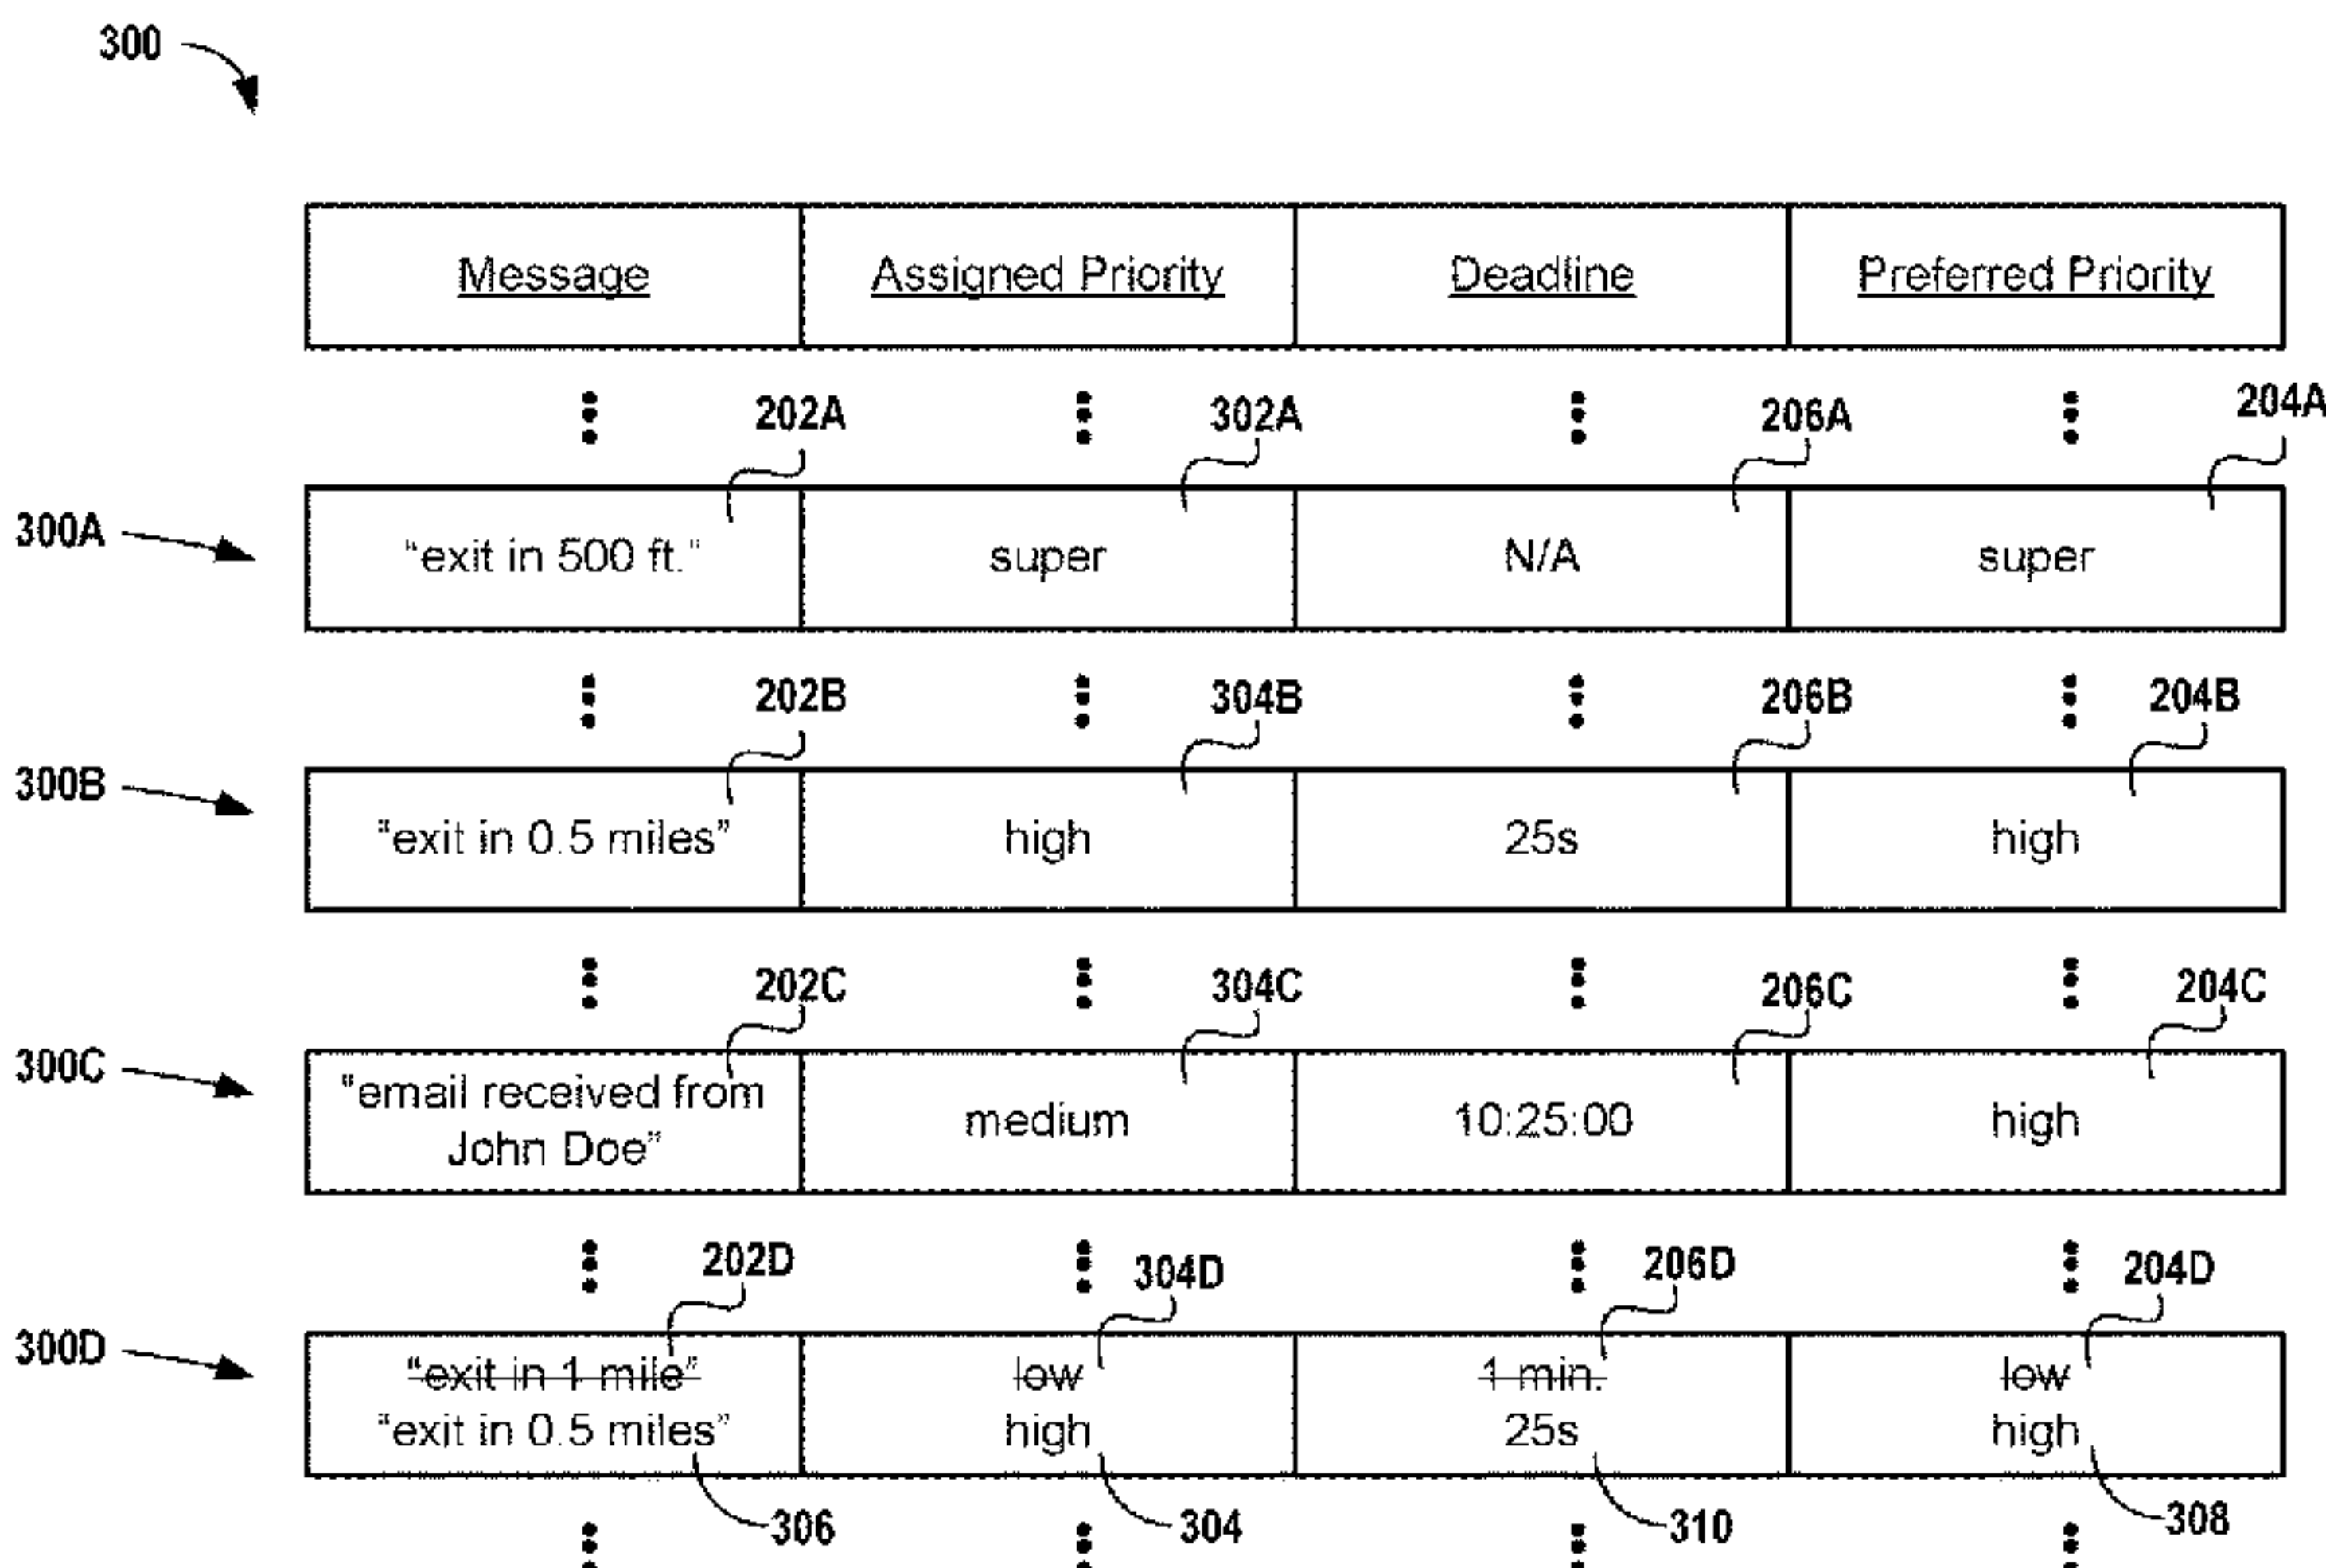 300
Message Assigned Priority Deadline Preferred Priority
202A 302A 206A 204A
300A "exit in 500 ft." super N/A super
202B 304B 206B 204B
300B "exit in 0.5 miles" high 25s high
202C 304C 206C 204C
300C "email received from John Doe" medium 10:25:00 high
202D 304D 206D 204D
300D "exit in 1 mile" low 1 min. low
"exit in 0.5 miles" high 25s high
306 304 310 308